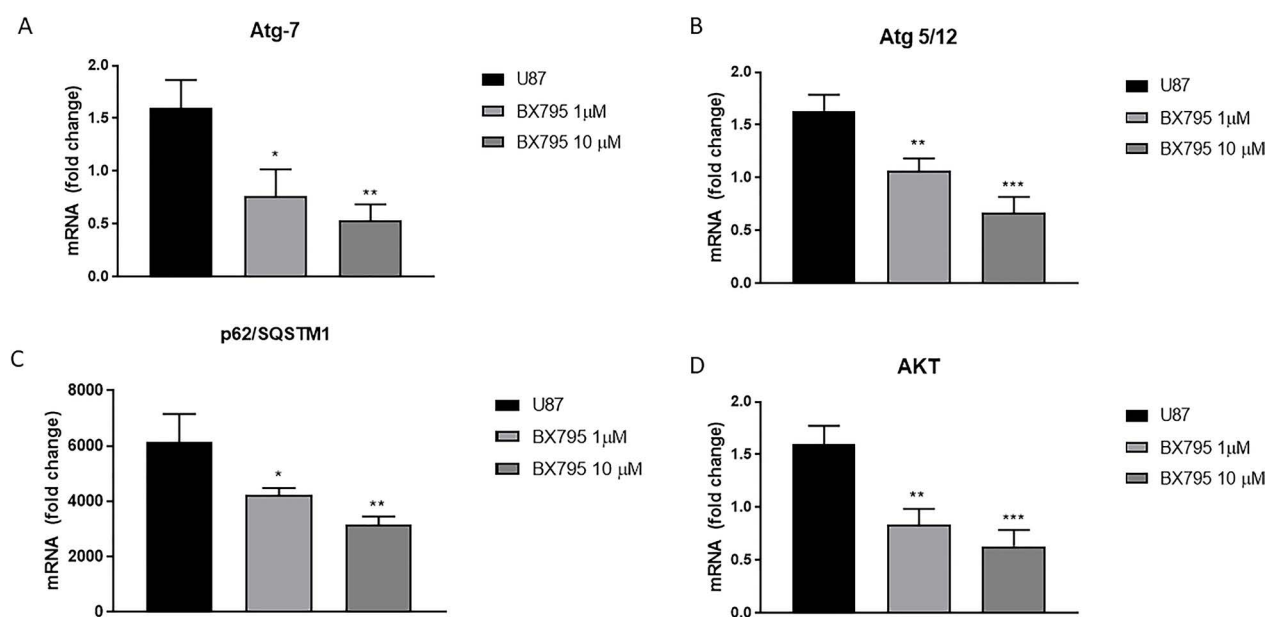 A
Atg-7
mRNA (fold change)
2.0
1.5
1.0
0.5
0.0
*
**
U87
BX795 1μM
BX795 10 μM
B
Atg 5/12
mRNA (fold change)
2.0
1.5
1.0
0.5
0.0
**
***
U87
BX795 1μM
BX795 10 μM
C
p62/SQSTM1
mRNA (fold change)
8000
6000
4000
2000
0
*
**
U87
BX795 1μM
BX795 10 μM
D
AKT
mRNA (fold change)
2.0
1.5
1.0
0.5
0.0
**
***
U87
BX795 1μM
BX795 10 μM